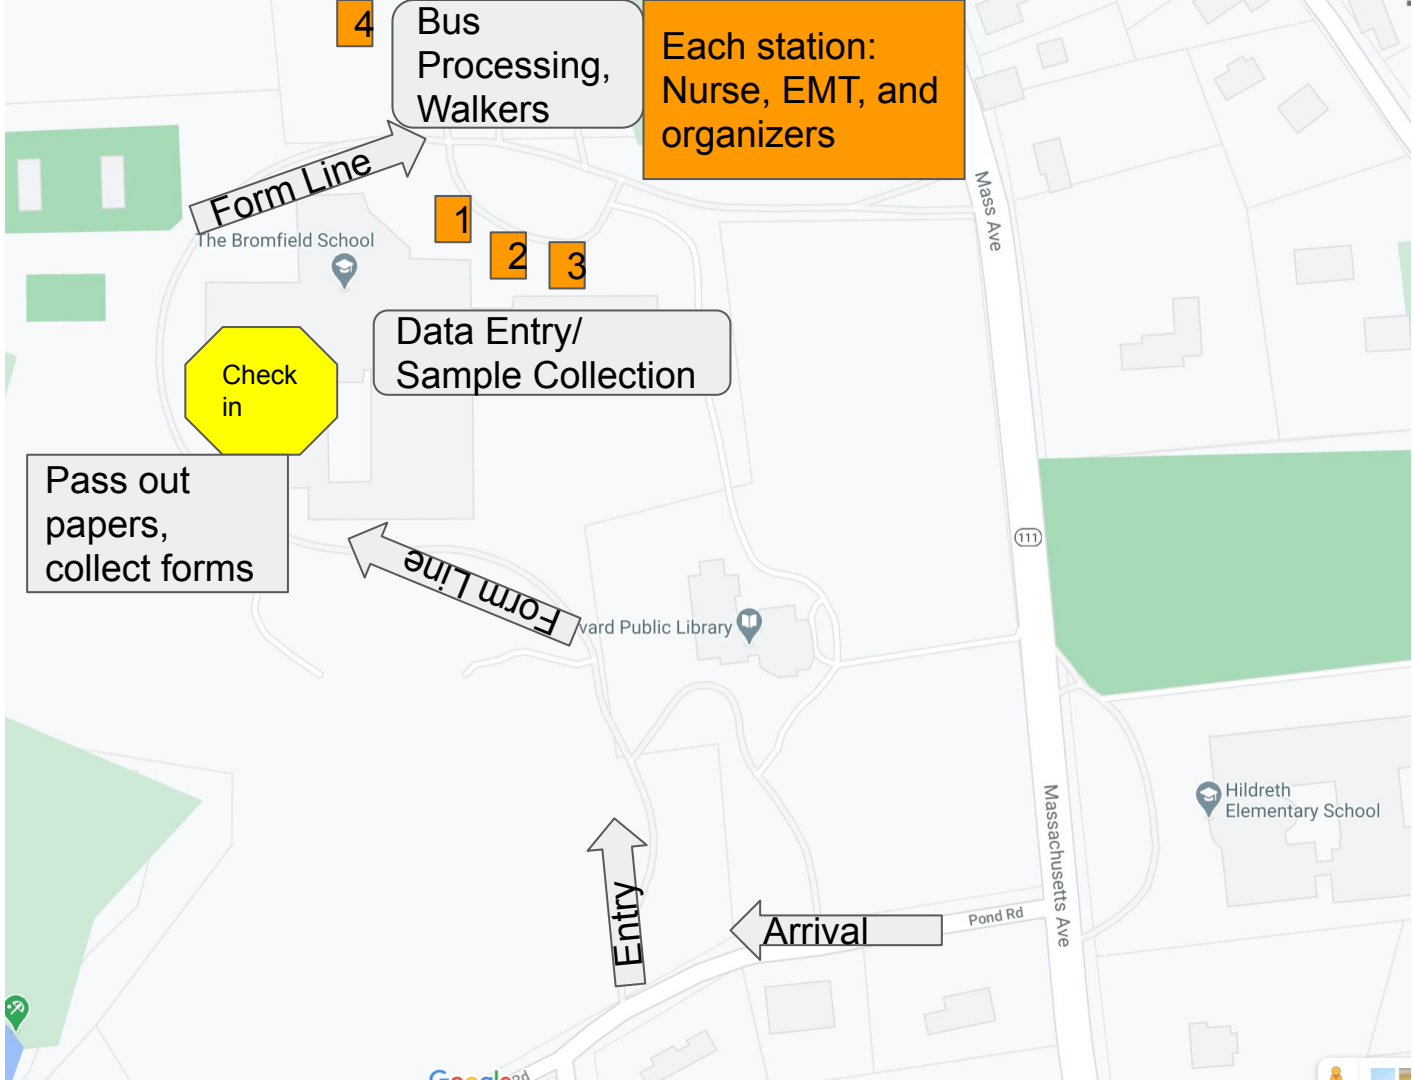 4
Bus
Processing,
Walkers
Each station:
Nurse, EMT, and
organizers
Form Line
Mass Ave
1
2
3
The Bromfield School
Data Entry/
Sample Collection
Check
in
Pass out
papers,
collect forms
111
Form Line
vard Public Library
Hildreth
Elementary School
Massachusetts Ave
Entry
Arrival
Pond Rd
Google
Rd